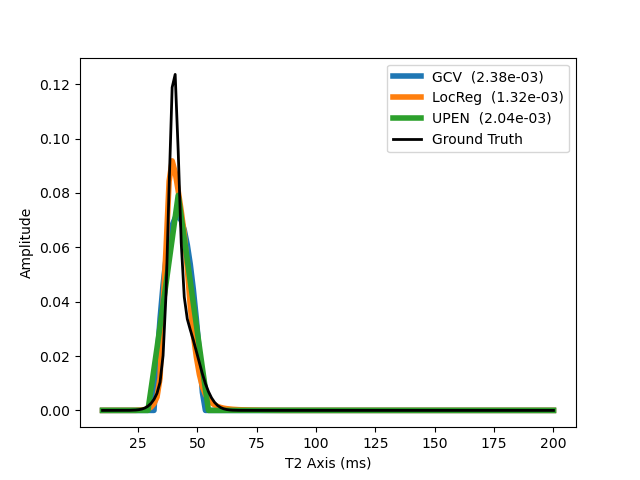 GCV (2.38e-03)
LocReg (1.32e-03)
UPEN (2.04e-03)
Ground Truth
0.12
0.10
0.08
0.06
0.04
0.02
0.00
Amplitude
25 50 75 100 125 150 175 200
T2 Axis (ms)